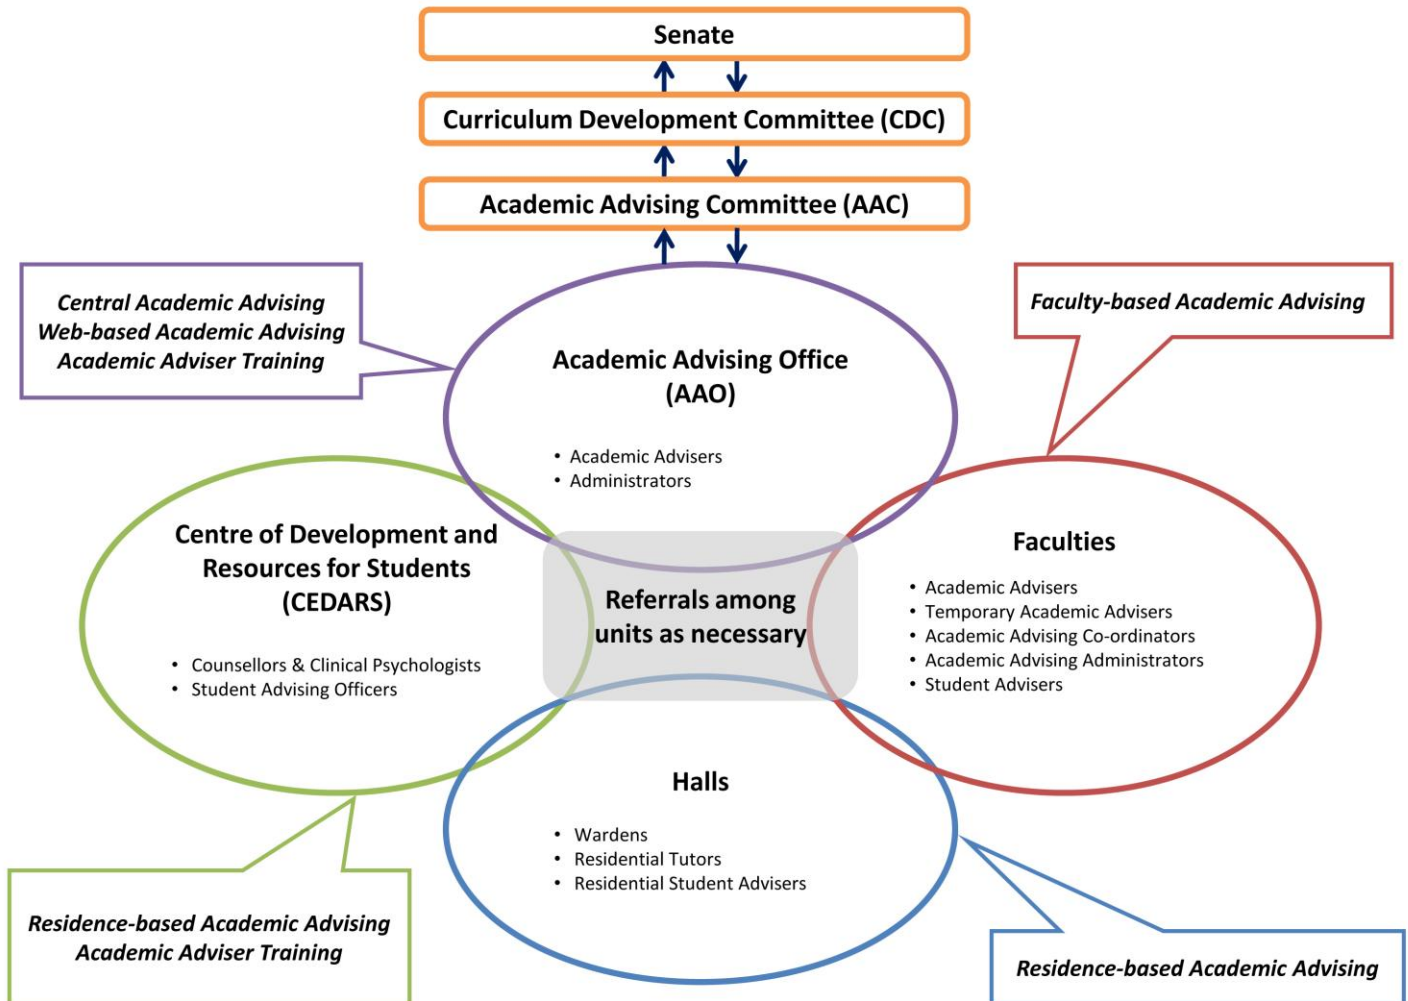 Senate
Curriculum Development Committee (CDC)
Academic Advising Committee (AAC)
Central Academic Advising
Web-based Academic Advising
Academic Adviser Training
Faculty-based Academic Advising
Academic Advising Office
(AAO)
• Academic Advisers
• Administrators
Centre of Development and
Resources for Students
(CEDARS)
• Counsellors & Clinical Psychologists
• Student Advising Officers
Referrals among
units as necessary
Faculties
• Academic Advisers
• Temporary Academic Advisers
• Academic Advising Co-ordinators
• Academic Advising Administrators
• Student Advisers
Halls
• Wardens
• Residential Tutors
• Residential Student Advisers
Residence-based Academic Advising
Academic Adviser Training
Residence-based Academic Advising